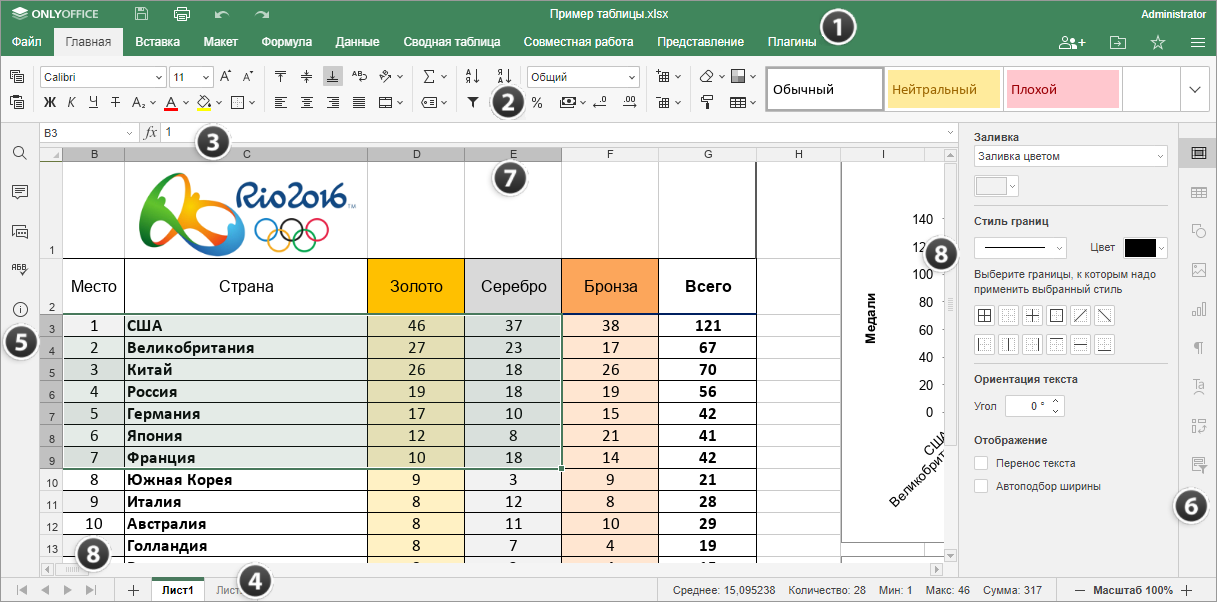 ONLYOFFICE Пример таблицы.xlsx Administrator
Файл Главная Вставка Макет Формула Данные Сводная таблица Совместная работа Представление Плагины 1
Calibri 11 Общий Обычный Нейтральный Плохой
Ж К Ч Т А₂ А 2 %
B3 fx 1 3
B C D E F G H I
7
Rio2016™
1
2 Место Страна Золото Серебро Бронза Всего
3 1 США 46 37 38 121
4 2 Великобритания 27 23 17 67
5 3 Китай 26 18 26 70
6 4 Россия 19 18 19 56
7 5 Германия 17 10 15 42
8 6 Япония 12 8 21 41
9 7 Франция 10 18 14 42
10 8 Южная Корея 9 3 9 21
11 9 Италия 8 12 8 28
12 10 Австралия 8 11 10 29
13 Голландия 8 7 4 19
5
8
140
100
80
60
40
20
0
Медали
США
8
Заливка
Заливка цветом
Стиль границ
Цвет
Выберите границы, к которым надо
применить выбранный стиль
Ориентация текста
Угол 0 °
Отображение
Перенос текста
Автоподбор ширины
6
Лист1 4
Среднее: 15,095238 Количество: 28 Мин: 1 Макс: 46 Сумма: 317 Масштаб 100%